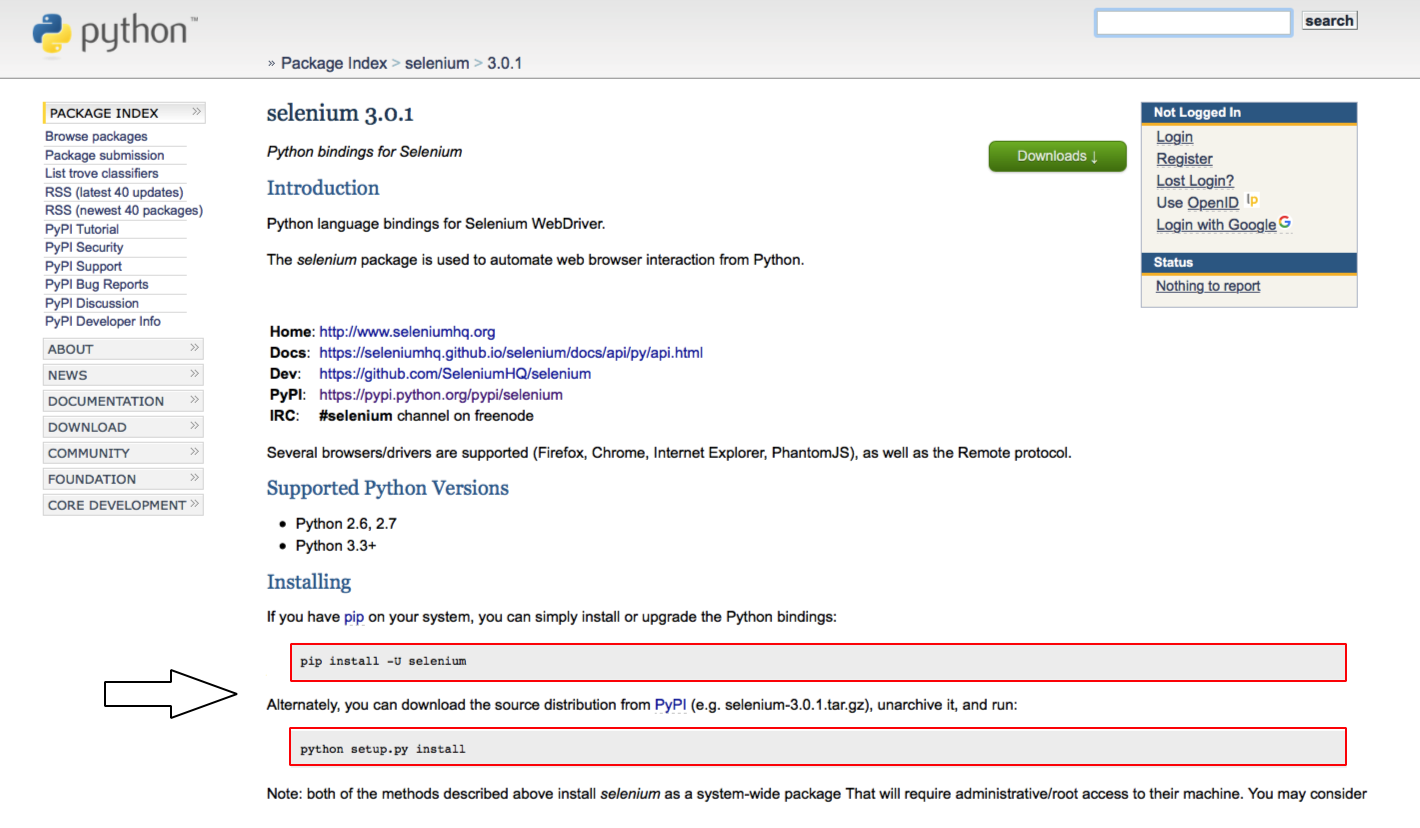 python™
search
» Package Index > selenium > 3.0.1
PACKAGE INDEX »
Browse packages
Package submission
List trove classifiers
RSS (latest 40 updates)
RSS (newest 40 packages)
PyPI Tutorial
PyPI Security
PyPI Support
PyPI Bug Reports
PyPI Discussion
PyPI Developer Info
ABOUT »
NEWS »
DOCUMENTATION »
DOWNLOAD »
COMMUNITY »
FOUNDATION »
CORE DEVELOPMENT »
selenium 3.0.1
Python bindings for Selenium
Downloads ↓
Introduction
Python language bindings for Selenium WebDriver.
The selenium package is used to automate web browser interaction from Python.
Home: http://www.seleniumhq.org
Docs: https://seleniumhq.github.io/selenium/docs/api/py/api.html
Dev: https://github.com/SeleniumHQ/selenium
PyPI: https://pypi.python.org/pypi/selenium
IRC: #selenium channel on freenode
Several browsers/drivers are supported (Firefox, Chrome, Internet Explorer, PhantomJS), as well as the Remote protocol.
Supported Python Versions
• Python 2.6, 2.7
• Python 3.3+
Installing
If you have pip on your system, you can simply install or upgrade the Python bindings:
pip install -U selenium
Alternately, you can download the source distribution from PyPI (e.g. selenium-3.0.1.tar.gz), unarchive it, and run:
python setup.py install
Note: both of the methods described above install selenium as a system-wide package That will require administrative/root access to their machine. You may consider
Not Logged In
Login
Register
Lost Login?
Use OpenID lp
Login with Google G
Status
Nothing to report